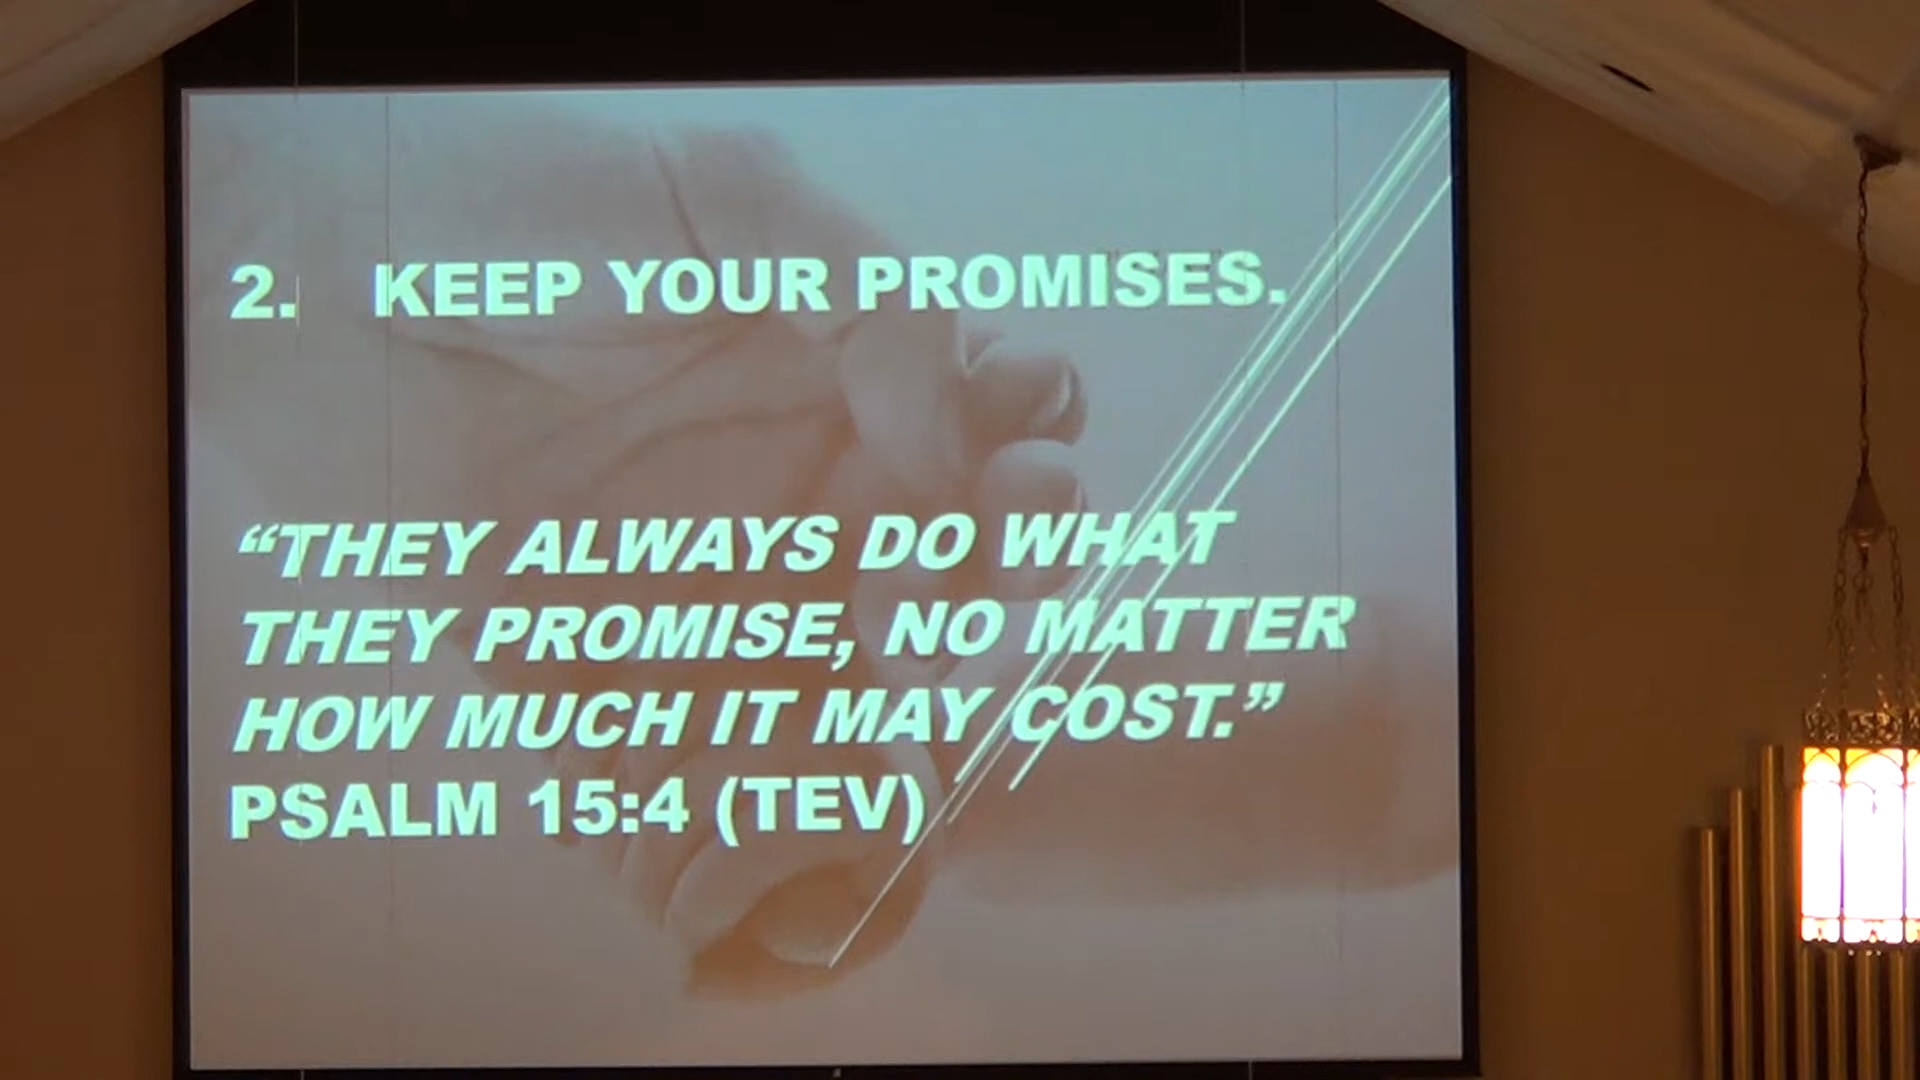 2. KEEP YOUR PROMISES.
“THEY ALWAYS DO WHAT
THEY PROMISE, NO MATTER
HOW MUCH IT MAY COST.”
PSALM 15:4 (TEV)